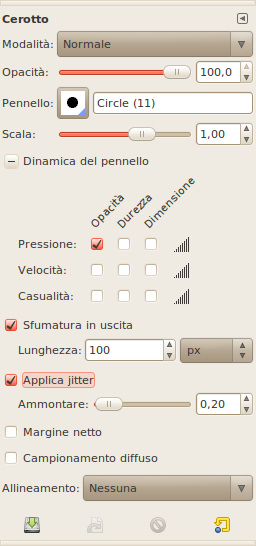 Cerotto
Modalità: Normale
Opacità: 100,0
Pennello: Circle (11)
Scala: 1,00
Dinamica del pennello
Opacità Durezza Dimensione
Pressione:
Velocità:
Casualità:
Sfumatura in uscita
Lunghezza: 100 px
Applica jitter
Ammontare: 0,20
Margine netto
Campionamento diffuso
Allineamento: Nessuna